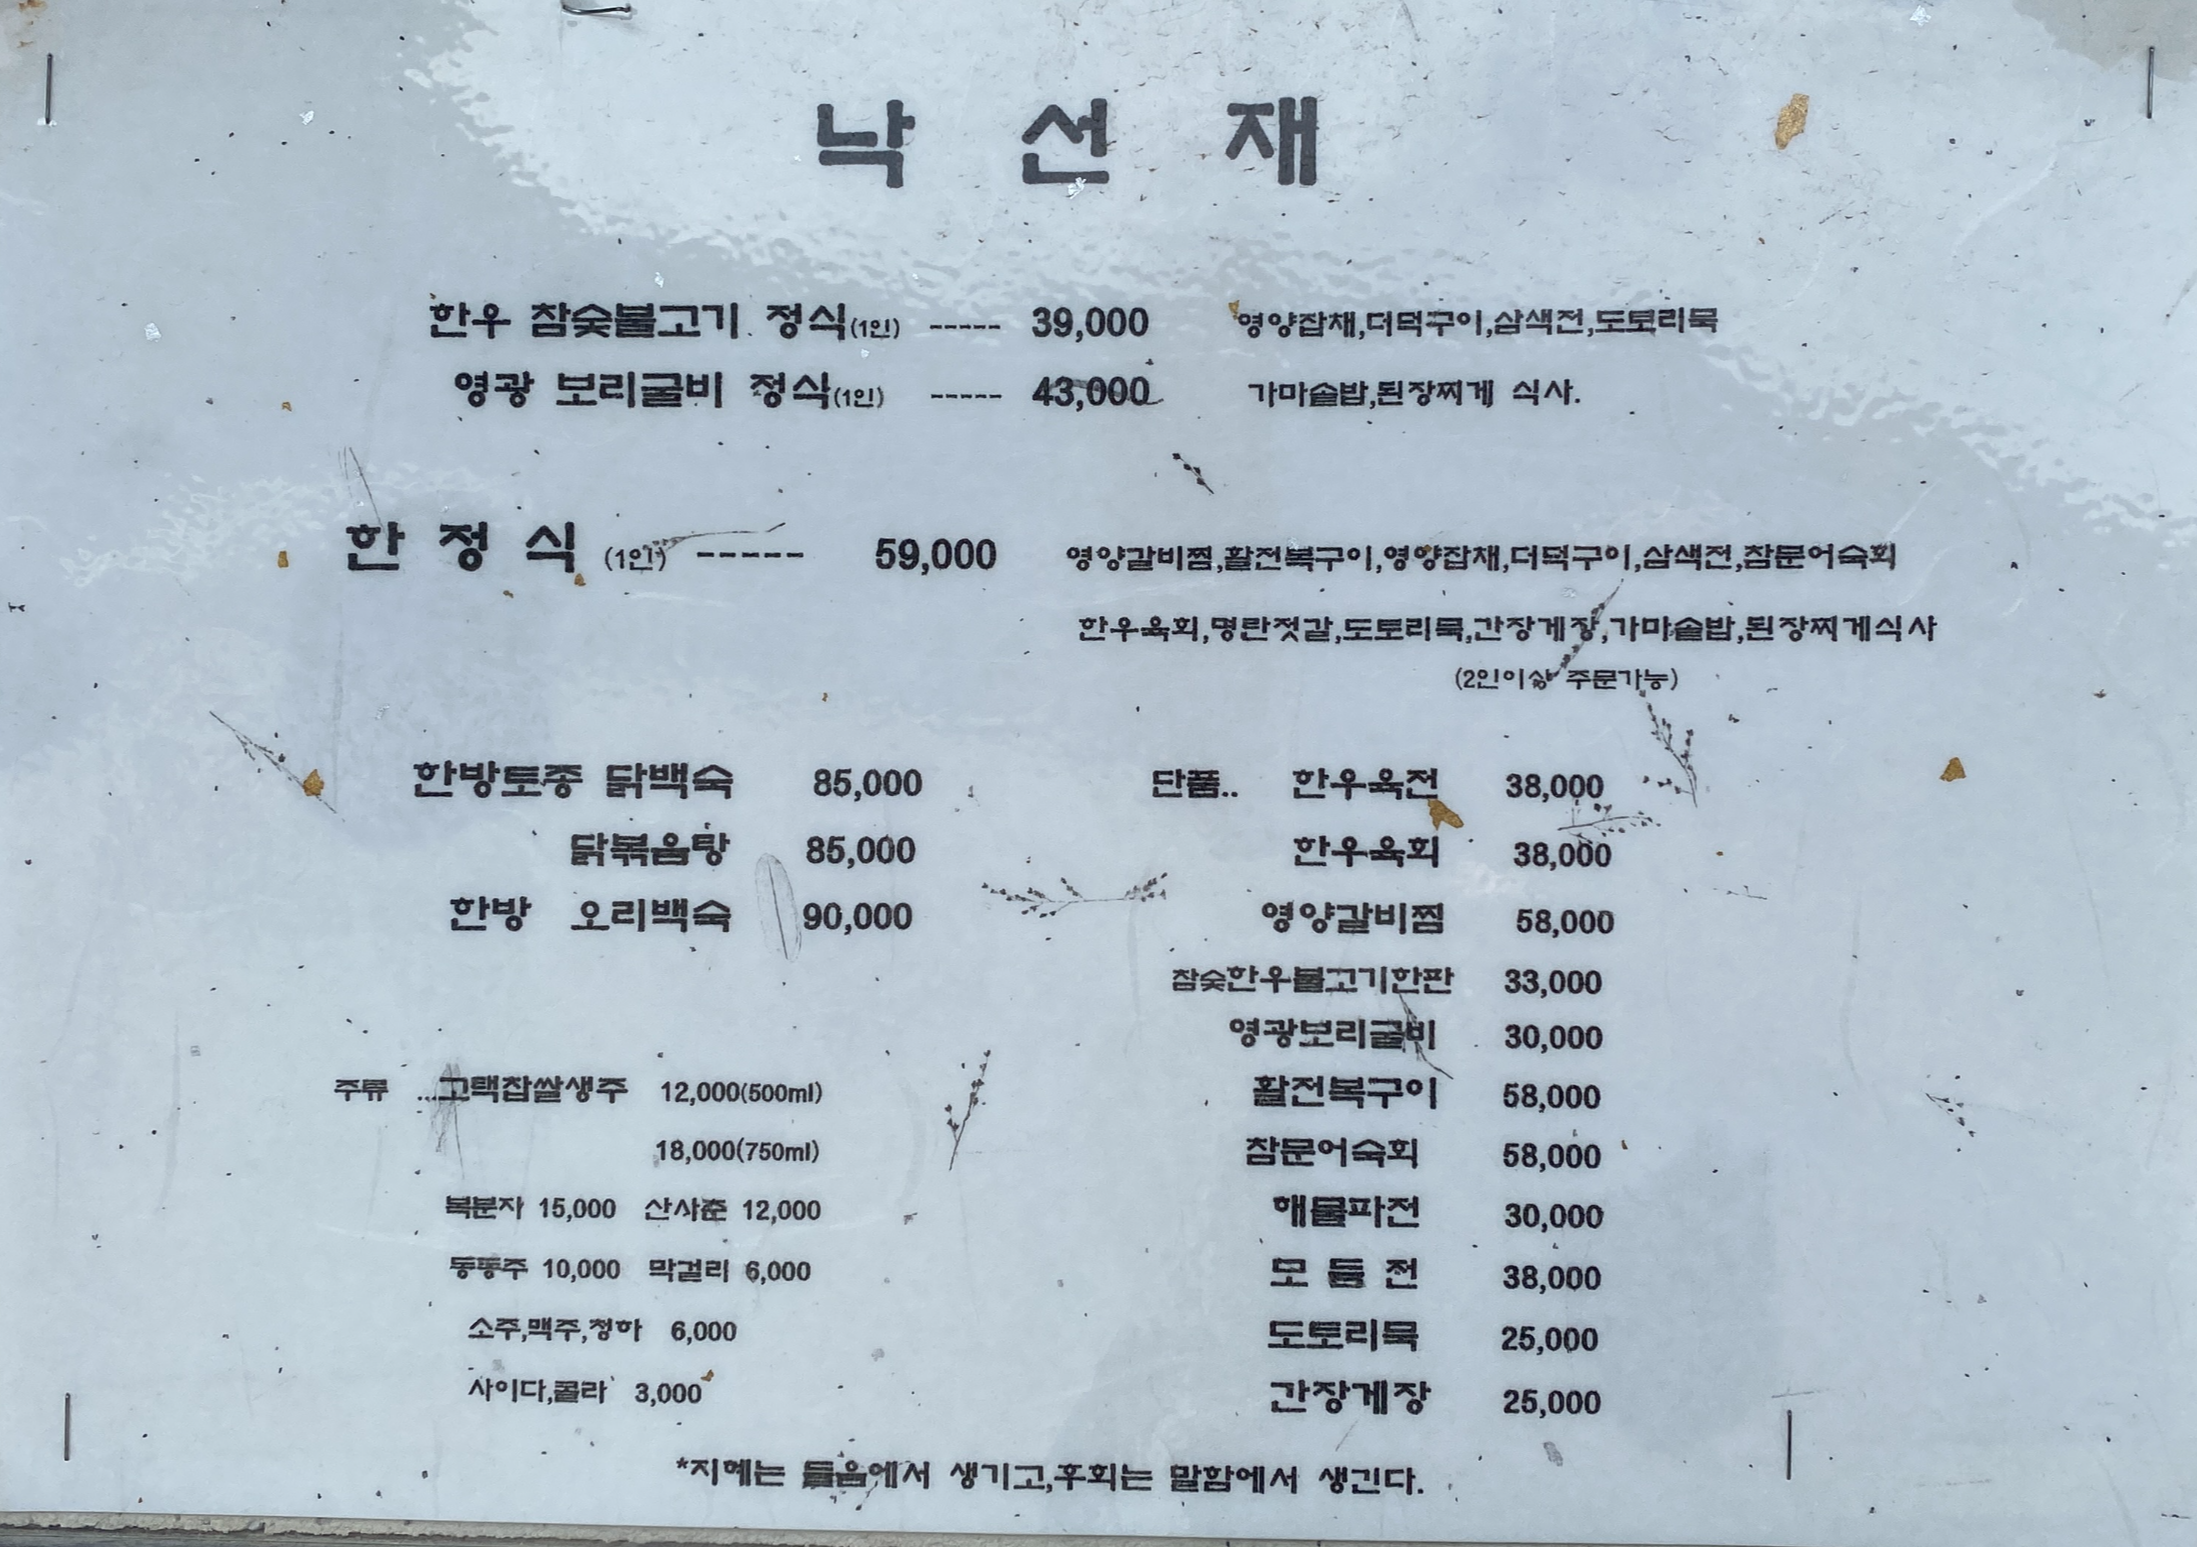 낙 선 재
한우 참숯불고기 정식(1인) ----- 39,000 영양잡채,더덕구이,삼색전,도토리묵
영광 보리굴비 정식(1인) ----- 43,000 가마솥밥,된장찌게 식사.
한 정 식 (1인) ----- 59,000 영양갈비찜,활전복구이,영양잡채,더덕구이,삼색전,참문어숙회
한우육회,명란젓갈,도토리묵,간장게장,가마솥밥,된장찌게식사
(2인이상 주문가능)
한방토종 닭백숙 85,000
닭볶음탕 85,000
한방 오리백숙 90,000
단품.. 한우육전 38,000
한우육회 38,000
영양갈비찜 58,000
참숯한우불고기한판 33,000
영광보리굴비 30,000
활전복구이 58,000
참문어숙회 58,000
해물파전 30,000
모 듬 전 38,000
도토리묵 25,000
간장게장 25,000
주류 ...고택찹쌀생주 12,000(500ml)
18,000(750ml)
복분자 15,000 산사춘 12,000
동동주 10,000 막걸리 6,000
소주,맥주,청하 6,000
사이다,콜라 3,000
*지혜는 들음에서 생기고,후회는 말함에서 생긴다.